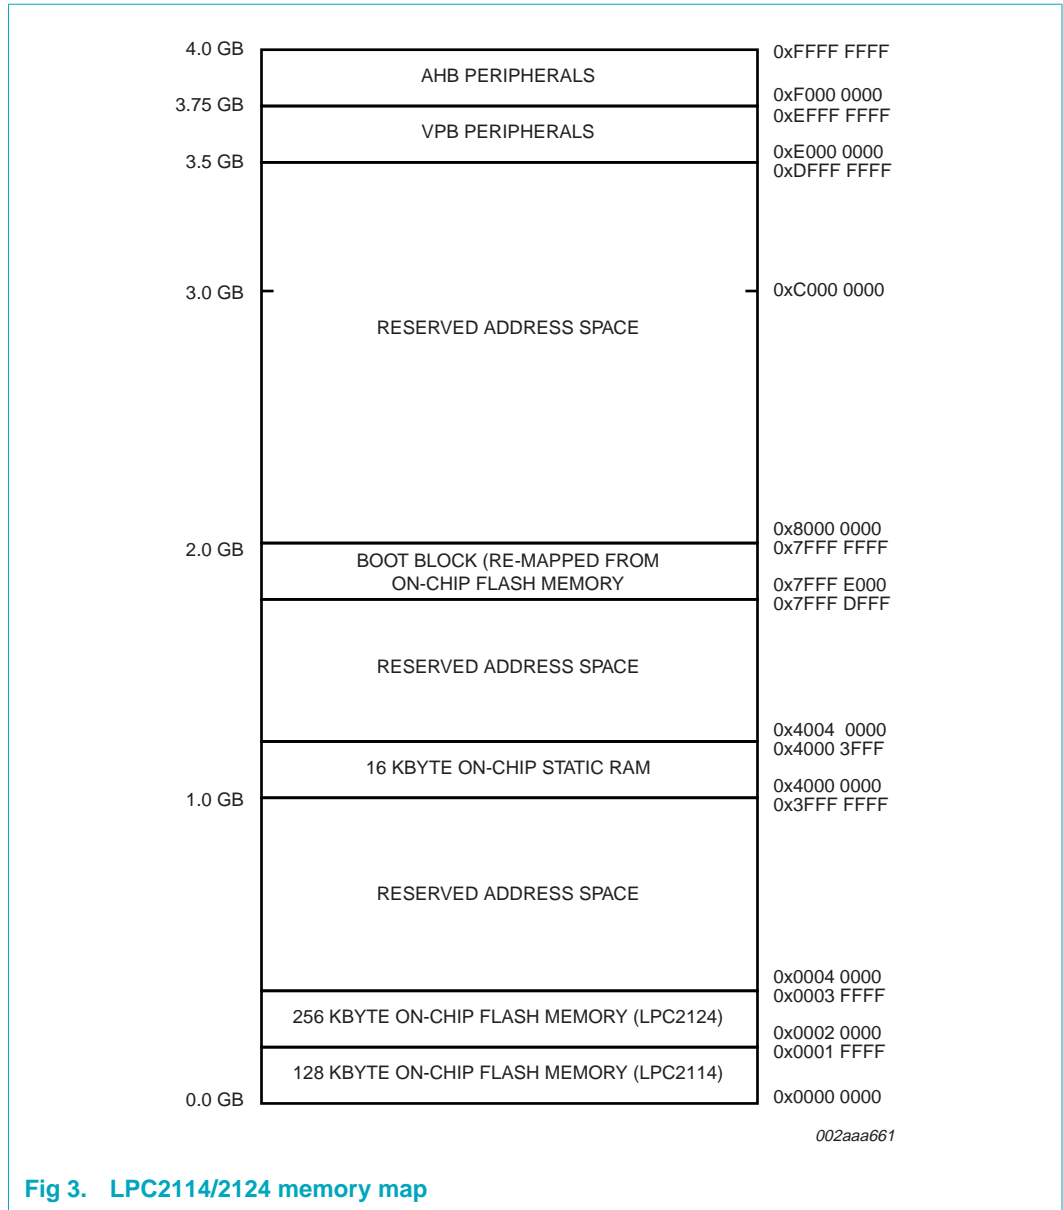 4.0 GB
0xFFFF FFFF
AHB PERIPHERALS
0xF000 0000
3.75 GB
0xEFFF FFFF
VPB PERIPHERALS
0xE000 0000
3.5 GB
0xDFFF FFFF
3.0 GB
0xC000 0000
RESERVED ADDRESS SPACE
0x8000 0000
2.0 GB
0x7FFF FFFF
BOOT BLOCK (RE-MAPPED FROM
ON-CHIP FLASH MEMORY
0x7FFF E000
0x7FFF DFFF
RESERVED ADDRESS SPACE
0x4004  0000
0x4000 3FFF
16 KBYTE ON-CHIP STATIC RAM
0x4000 0000
1.0 GB
0x3FFF FFFF
RESERVED ADDRESS SPACE
0x0004 0000
0x0003 FFFF
256 KBYTE ON-CHIP FLASH MEMORY (LPC2124)
0x0002 0000
0x0001 FFFF
128 KBYTE ON-CHIP FLASH MEMORY (LPC2114)
0.0 GB
0x0000 0000
002aaa661
Fig 3. LPC2114/2124 memory map